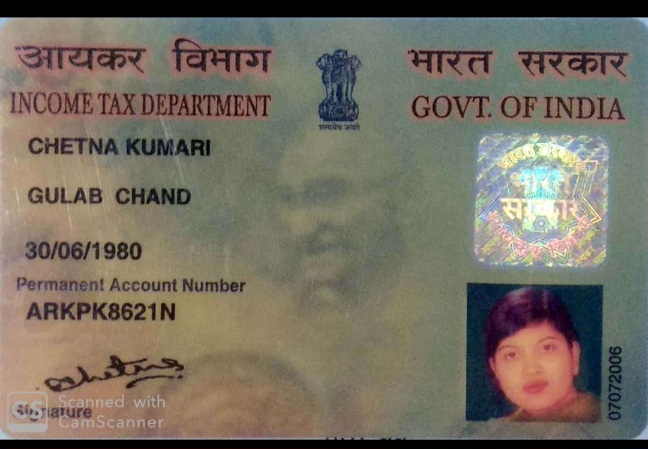 आयकर विभाग
भारत सरकार
INCOME TAX DEPARTMENT
GOVT. OF INDIA
सत्यमेव जयते
CHETNA KUMARI
GULAB CHAND
30/06/1980
Permanent Account Number
ARKPK8621N
Chetna
Signature
भारत
सरकार
07072006
CS
Scanned with
CamScanner